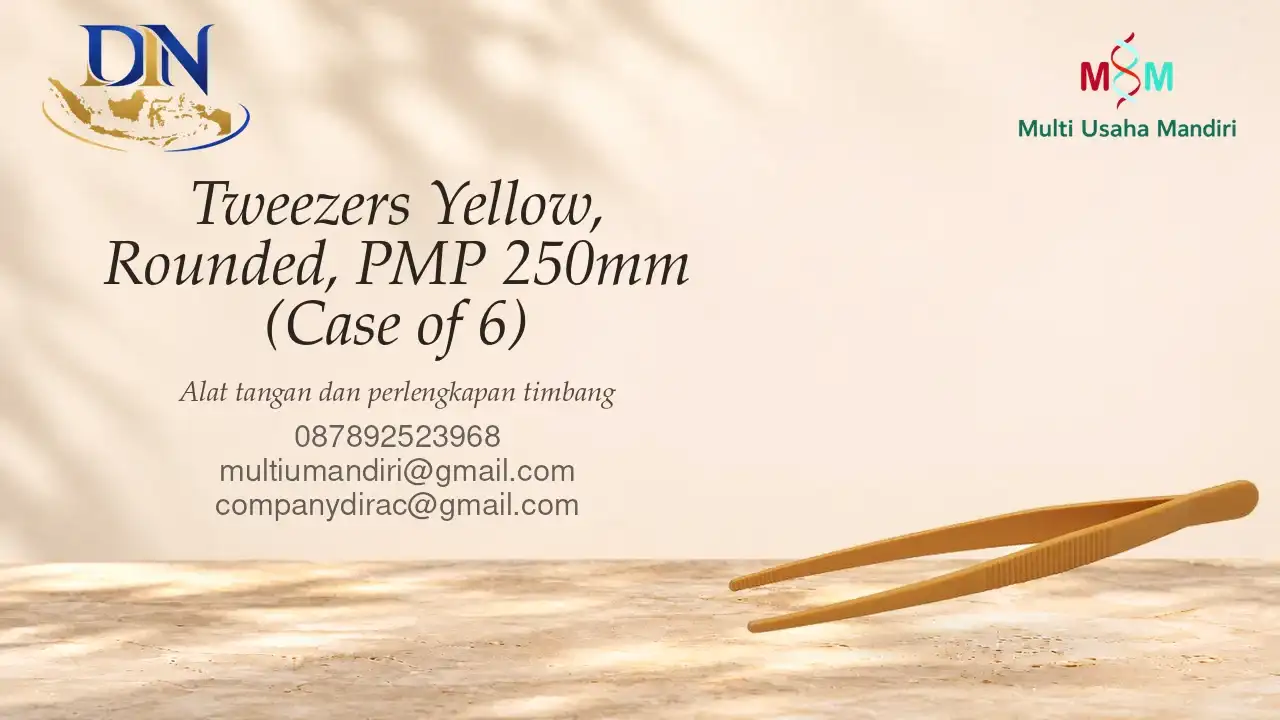 DIN
M M
Multi Usaha Mandiri
Tweezers Yellow,
Rounded, PMP 250mm
(Case of 6)
Alat tangan dan perlengkapan timbang
087892523968
multiumandiri@gmail.com
companydirac@gmail.com